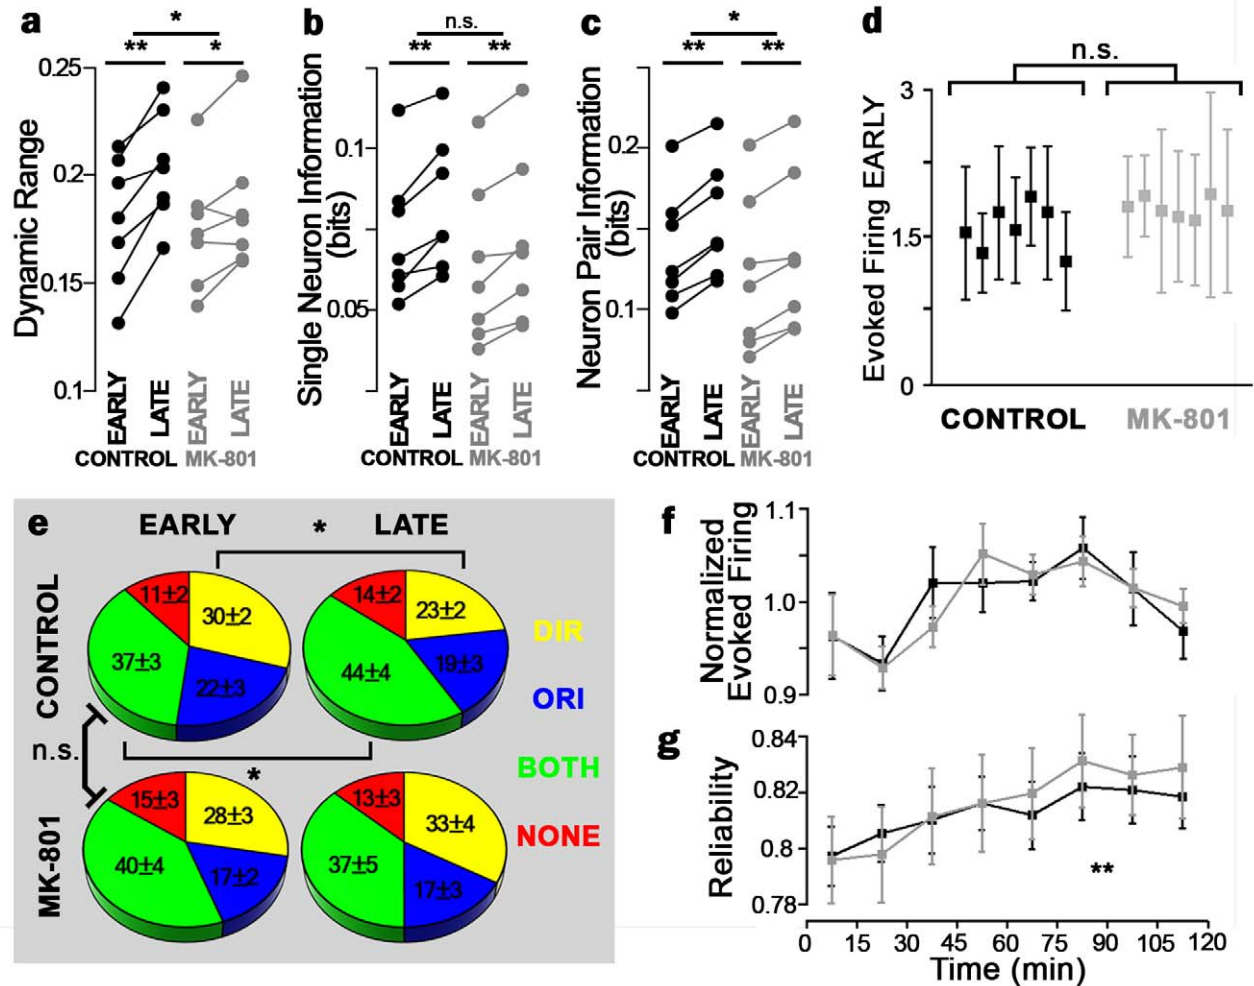 a
*
**
*
Dynamic Range
0.25
0.2
0.15
0.1
EARLY
LATE
EARLY
LATE
CONTROL MK-801
b
n.s.
**
**
Single Neuron Information
(bits)
0.1
0.05
EARLY
LATE
EARLY
LATE
CONTROL MK-801
c
*
**
**
Neuron Pair Information
(bits)
0.2
0.1
EARLY
LATE
EARLY
LATE
CONTROL MK-801
d
n.s.
Evoked Firing EARLY
3
1.5
0
CONTROL MK-801
e
EARLY * LATE
CONTROL
11±2
30±2
37±3
22±3
14±2
23±2
44±4
19±3
n.s.
*
MK-801
15±3
28±3
40±4
17±2
13±3
33±4
37±5
17±3
DIR
ORI
BOTH
NONE
f
Normalized
Evoked Firing
1.1
1.0
0.9
g
Reliability
0.84
0.82
0.8
0.78
**
0 15 30 45 60 75 90 105 120
Time (min)